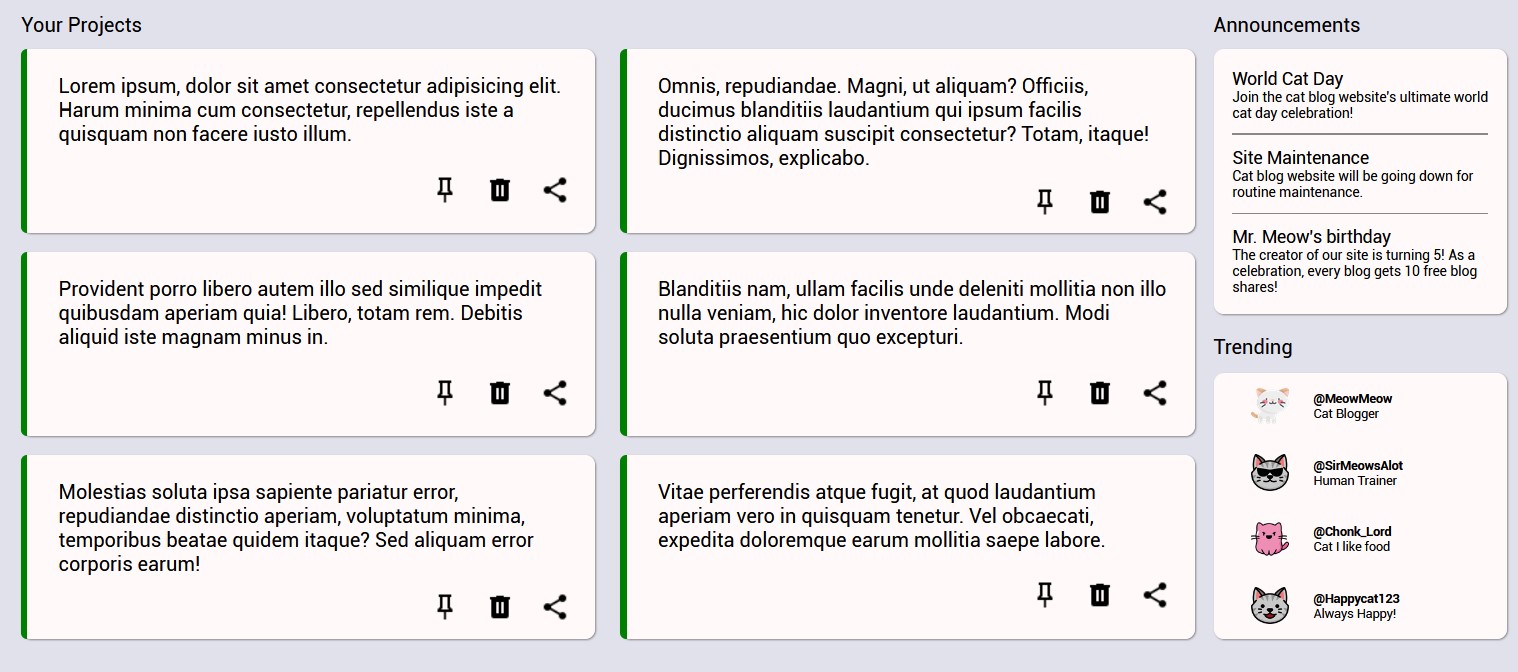 Your Projects
Lorem ipsum, dolor sit amet consectetur adipisicing elit.
Harum minima cum consectetur, repellendus iste a
quisquam non facere iusto illum.
Omnis, repudiandae. Magni, ut aliquam? Officiis,
ducimus blanditiis laudantium qui ipsum facilis
distinctio aliquam suscipit consectetur? Totam, itaque!
Dignissimos, explicabo.
Provident porro libero autem illo sed similique impedit
quibusdam aperiam quia! Libero, totam rem. Debitis
aliquid iste magnam minus in.
Blanditiis nam, ullam facilis unde deleniti mollitia non illo
nulla veniam, hic dolor inventore laudantium. Modi
soluta praesentium quo excepturi.
Molestias soluta ipsa sapiente pariatur error,
repudiandae distinctio aperiam, voluptatum minima,
temporibus beatae quidem itaque? Sed aliquam error
corporis earum!
Vitae perferendis atque fugit, at quod laudantium
aperiam vero in quisquam tenetur. Vel obcaecati,
expedita doloremque earum mollitia saepe labore.
Announcements
World Cat Day
Join the cat blog website's ultimate world
cat day celebration!
Site Maintenance
Cat blog website will be going down for
routine maintenance.
Mr. Meow's birthday
The creator of our site is turning 5! As a
celebration, every blog gets 10 free blog
shares!
Trending
@MeowMeow
Cat Blogger
@SirMeowsAlot
Human Trainer
@Chonk_Lord
Cat I like food
@Happycat123
Always Happy!